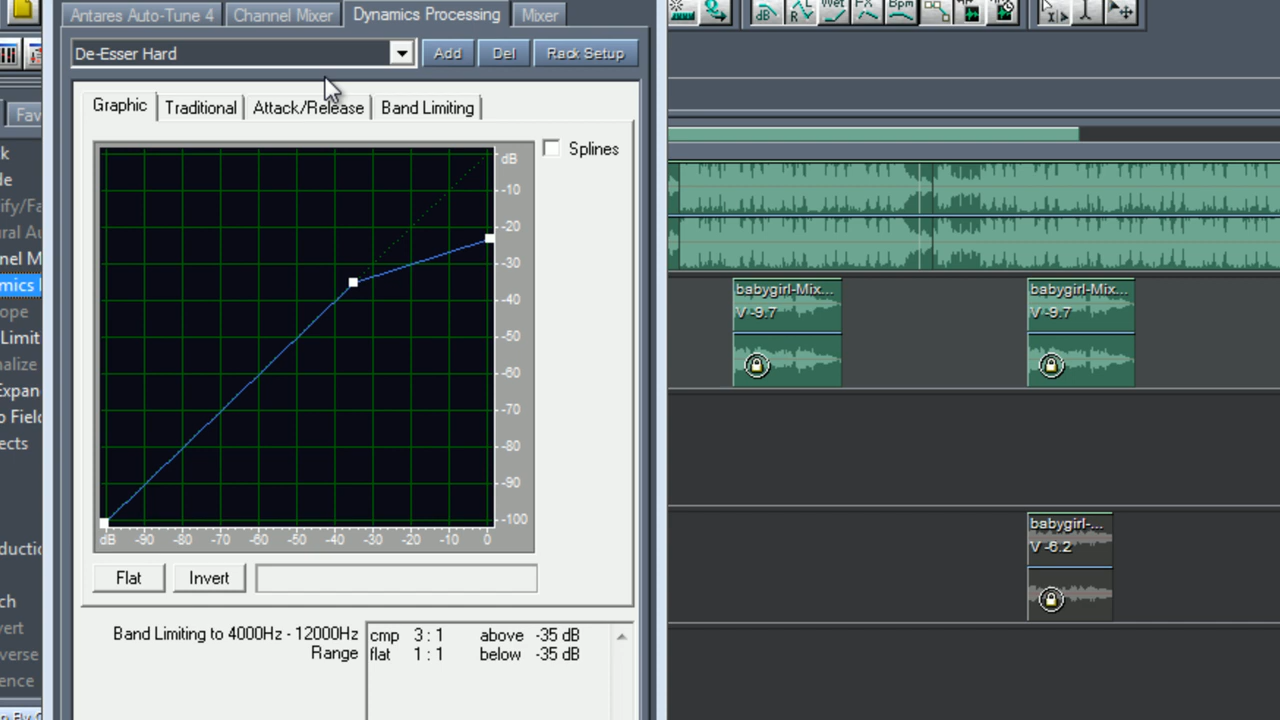 Antares Auto-Tune 4
Channel Mixer
Dynamics Processing
Mixer
De-Esser Hard
Add
Del
Rack Setup
Graphic
Traditional
Attack/Release
Band Limiting
Splines
dB
-10
-20
-30
-40
-50
-60
-70
-80
-90
-100
dB -90 -80 -70 -60 -50 -40 -30 -20 -10 0
Flat
Invert
Band Limiting to 4000Hz - 12000Hz
Range
cmp 3 : 1 above -35 dB
flat 1 : 1 below -35 dB
Fav
dB
R L
Wet
FX
Bpm
babygirl-Mix...
V -9.7
babygirl-Mix...
V -9.7
babygirl-...
V -6.2